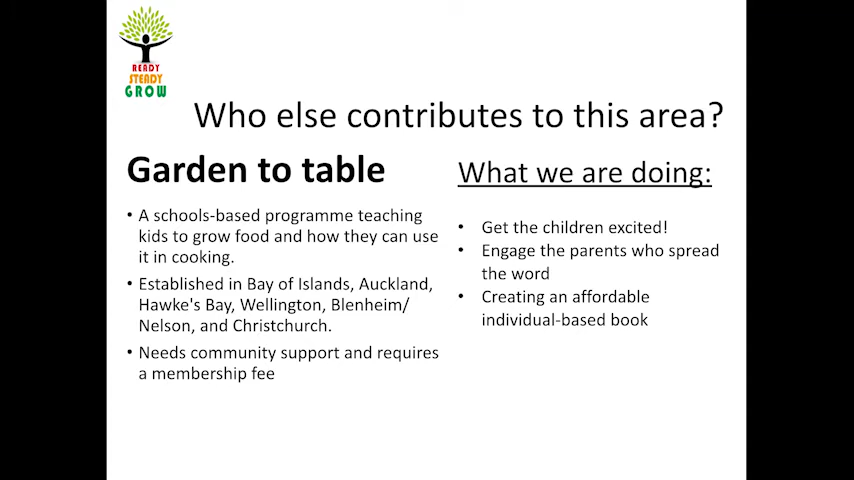 READY
STEADY
GROW
Who else contributes to this area?
Garden to table
• A schools-based programme teaching
kids to grow food and how they can use
it in cooking.
• Established in Bay of Islands, Auckland,
Hawke's Bay, Wellington, Blenheim/
Nelson, and Christchurch.
• Needs community support and requires
a membership fee
What we are doing:
• Get the children excited!
• Engage the parents who spread
the word
• Creating an affordable
individual-based book